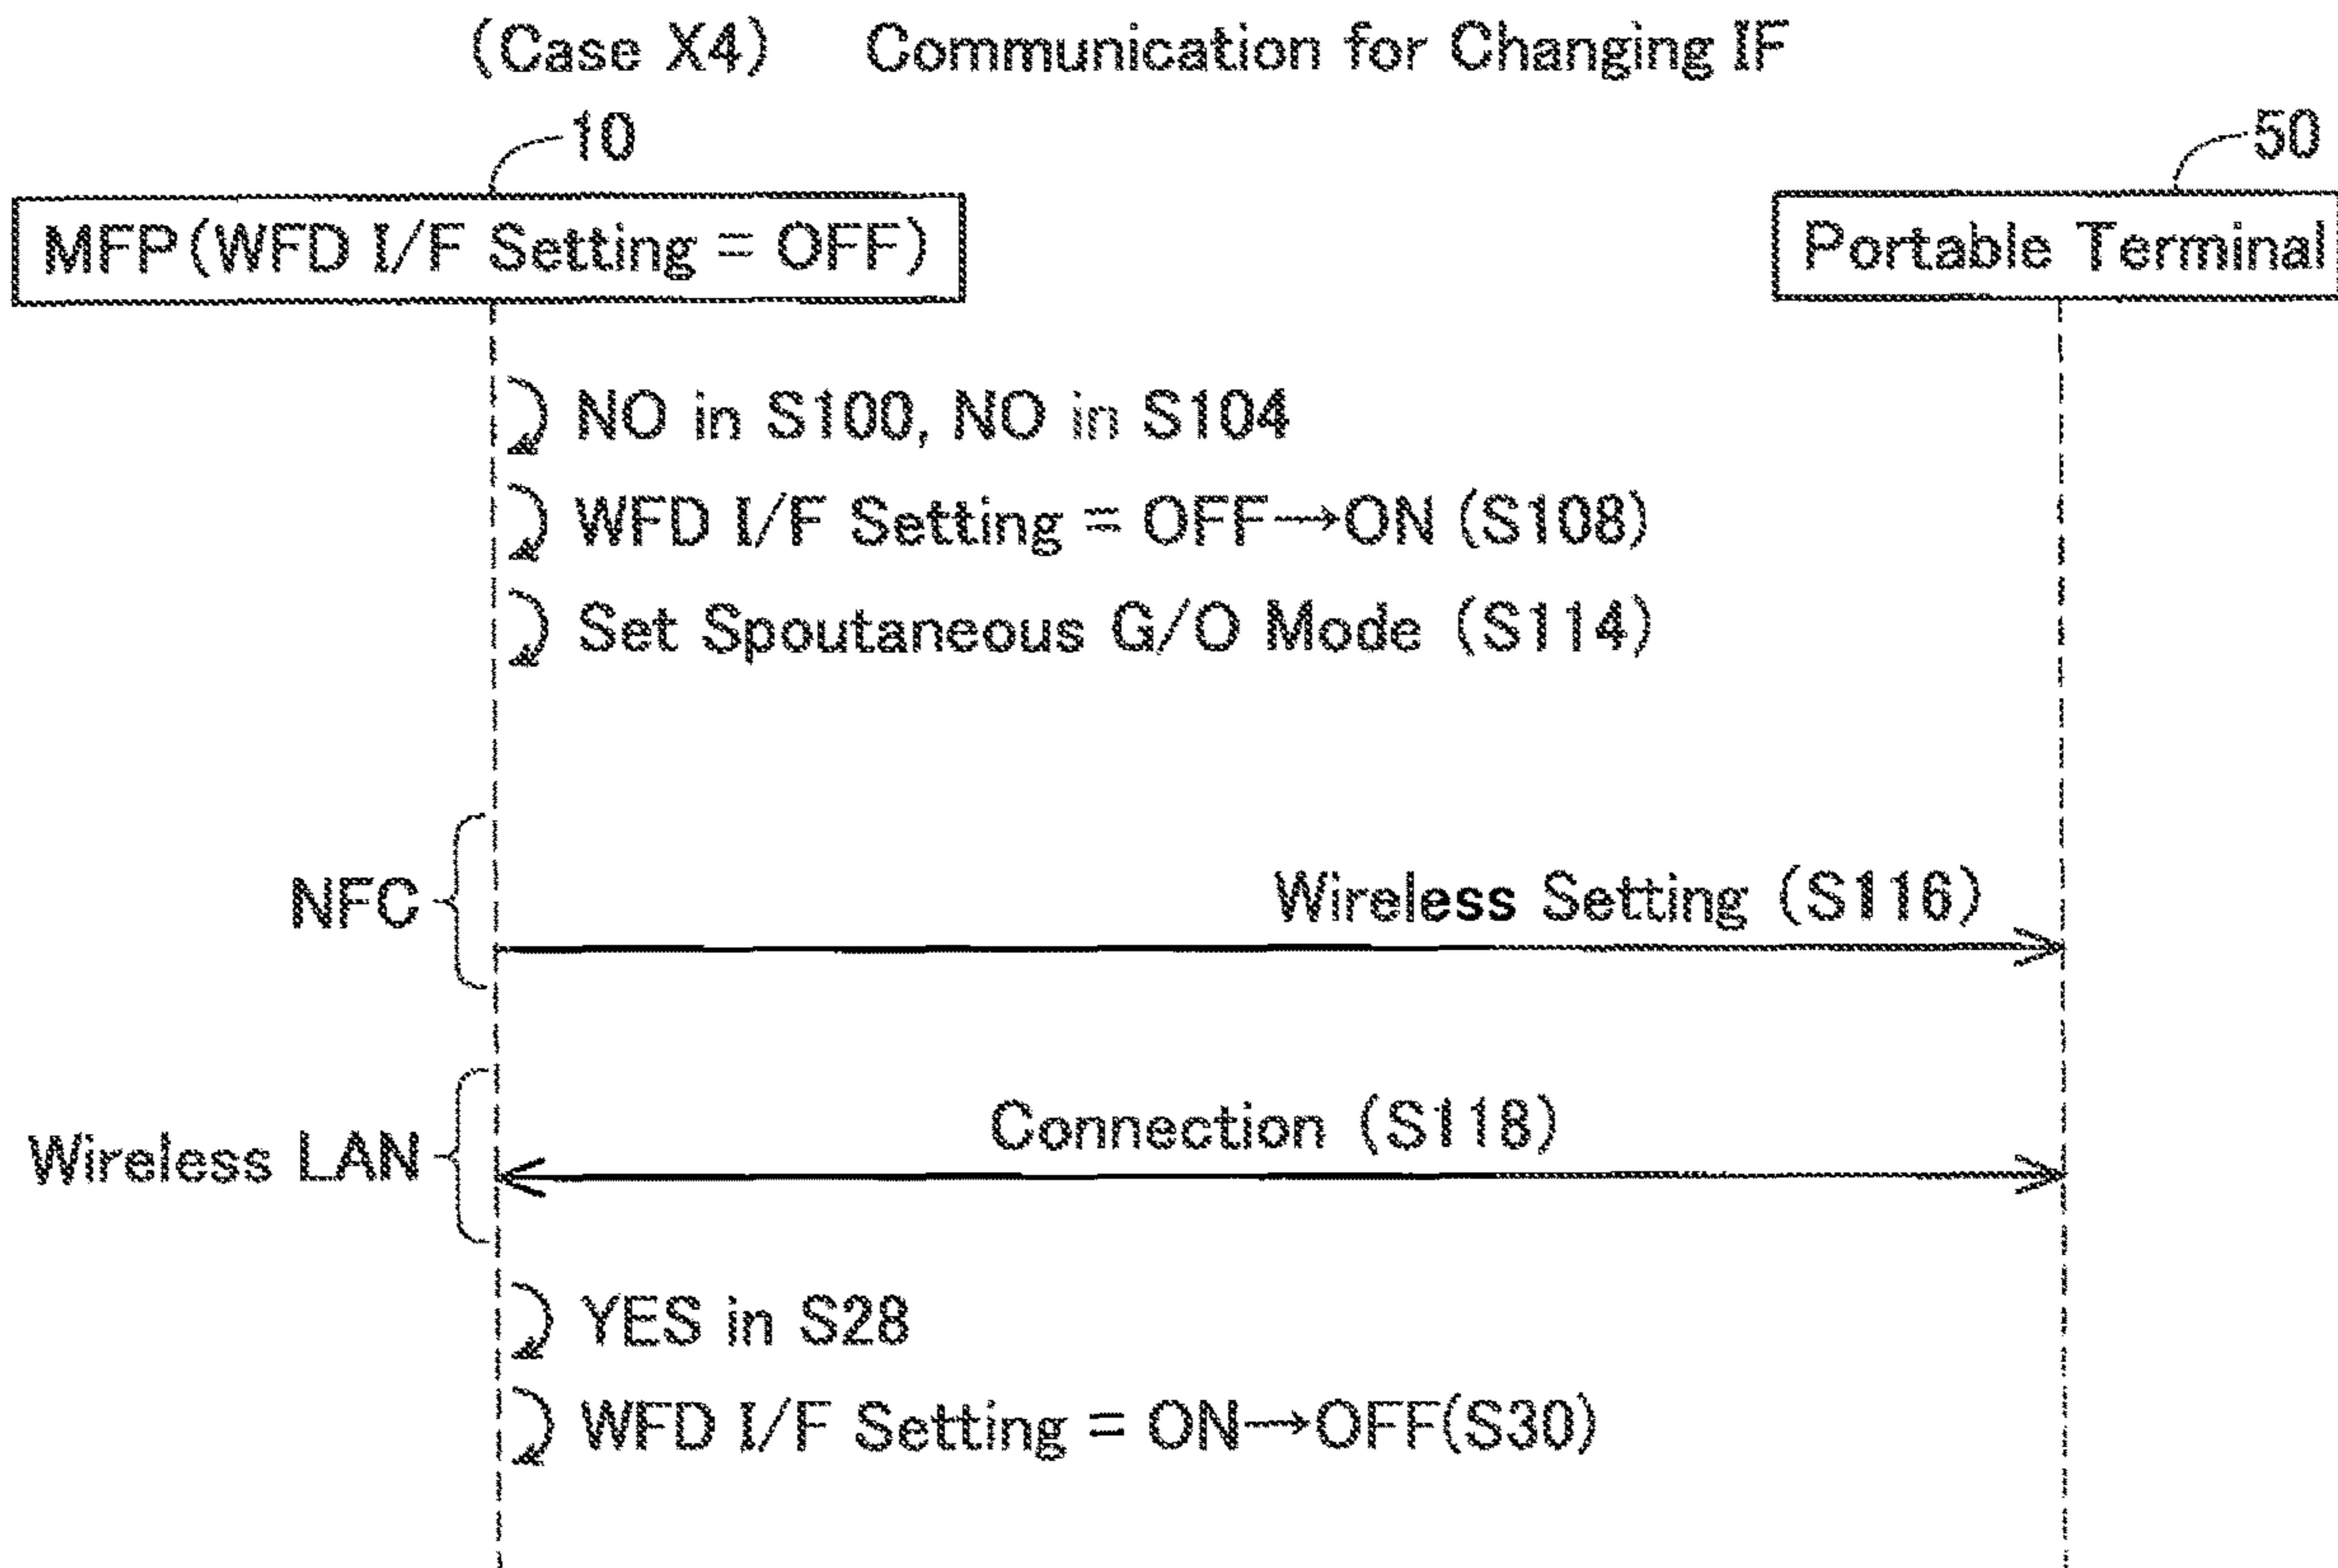 (Case X4) Communication for Changing IF
10
50
MFP(WFD I/F Setting = OFF)
Portable Terminal
NO in S100, NO in S104
WFD I/F Setting = OFF→ON (S108)
Set Spoutaneous G/O Mode (S114)
NFC
Wireless Setting (S116)
Wireless LAN
Connection (S118)
YES in S28
WFD I/F Setting = ON→OFF(S30)